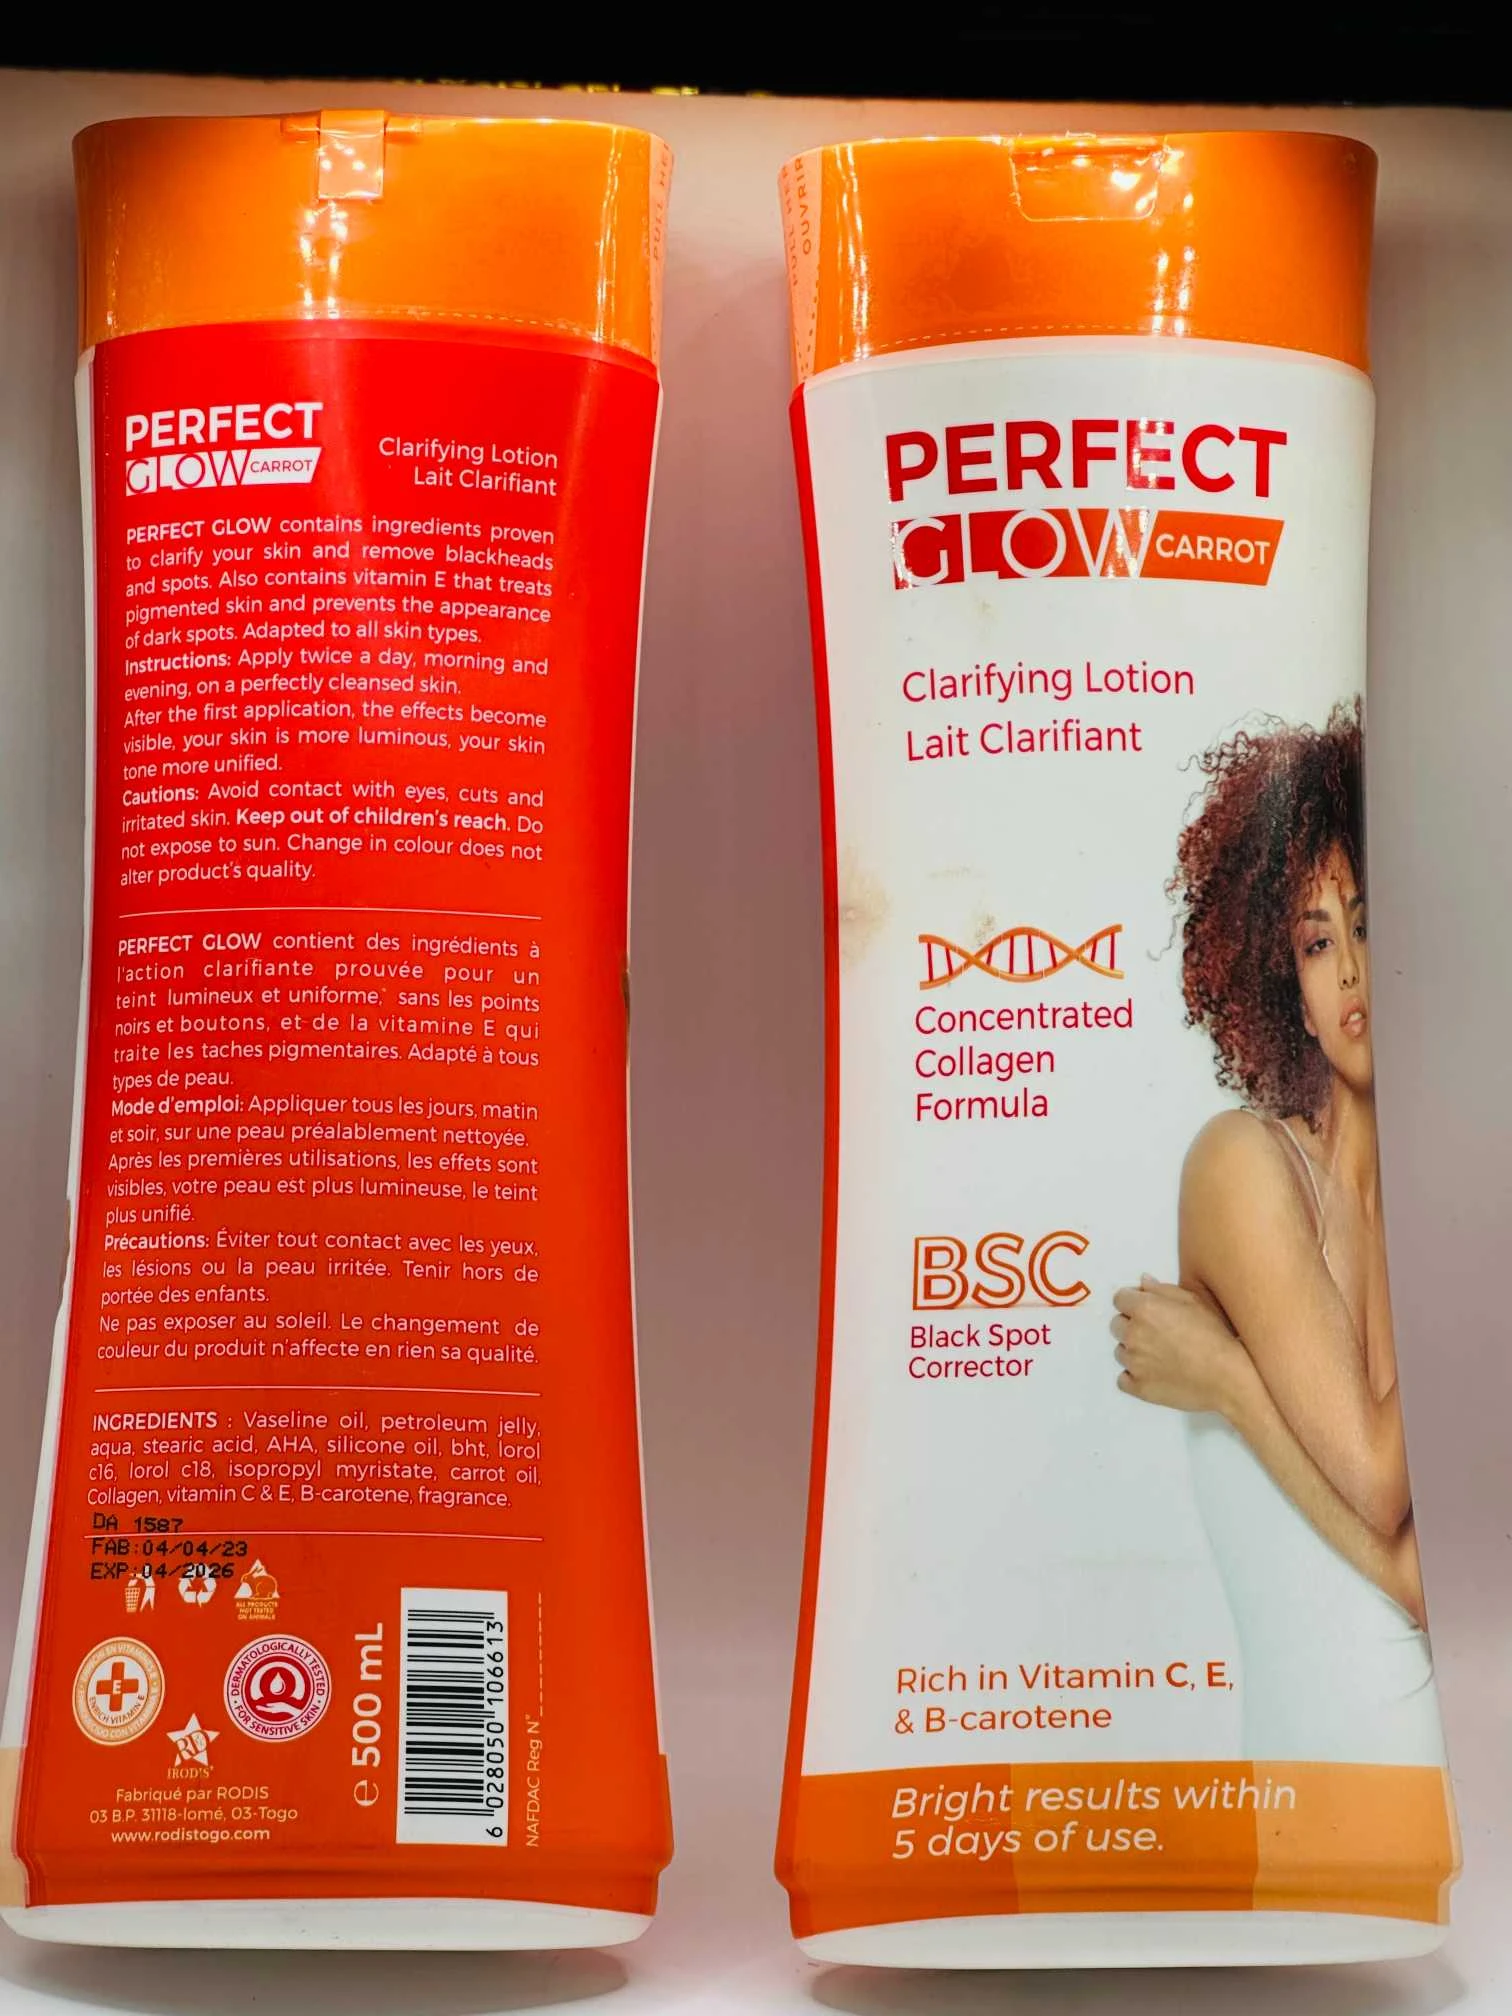 PERFECT
GLOW CARROT
Clarifying Lotion
Lait Clarifiant
PERFECT GLOW contains ingredients proven
to clarify your skin and remove blackheads
and spots. Also contains vitamin E that treats
pigmented skin and prevents the appearance
of dark spots. Adapted to all skin types.
Instructions: Apply twice a day, morning and
evening, on a perfectly cleansed skin.
After the first application, the effects become
visible, your skin is more luminous, your skin
tone more unified.
Cautions: Avoid contact with eyes, cuts and
irritated skin. Keep out of children's reach. Do
not expose to sun. Change in colour does not
alter product's quality.
PERFECT GLOW contient des ingrédients à
l'action clarifiante prouvée pour un
teint lumineux et uniforme, sans les points
noirs et boutons, et de la vitamine E qui
traite les taches pigmentaires. Adapté à tous
types de peau.
Mode d'emploi: Appliquer tous les jours, matin
et soir, sur une peau préalablement nettoyée.
Après les premières utilisations, les effets sont
visibles, votre peau est plus lumineuse, le teint
plus unifié.
Précautions: Éviter tout contact avec les yeux,
les lésions ou la peau irritée. Tenir hors de
portée des enfants.
Ne pas exposer au soleil. Le changement de
couleur du produit n'affecte en rien sa qualité.
INGREDIENTS : Vaseline oil, petroleum jelly,
aqua, stearic acid, AHA, silicone oil, bht, lorol
c16, lorol c18, isopropyl myristate, carrot oil,
Collagen, vitamin C & E, B-carotene, fragrance.
DA 1587
FAB:04/04/23
EXP:04/2026
ALL PRODUCTS
NOT TESTED
ON ANIMALS
E
ENRICH VITAMIN E
DERMATOLOGICALLY TESTED
FOR SENSITIVE SKIN
RE
IRODIS
Fabriqué par RODIS
03 B.P. 31118-lomé, 03-Togo
www.rodistogo.com
e 500 mL
6 028050 106613
NAFDAC Reg N°
OUVRIR
PERFECT
GLOW CARROT
Clarifying Lotion
Lait Clarifiant
Concentrated
Collagen
Formula
BSC
Black Spot
Corrector
Rich in Vitamin C, E,
& B-carotene
Bright results within
5 days of use.